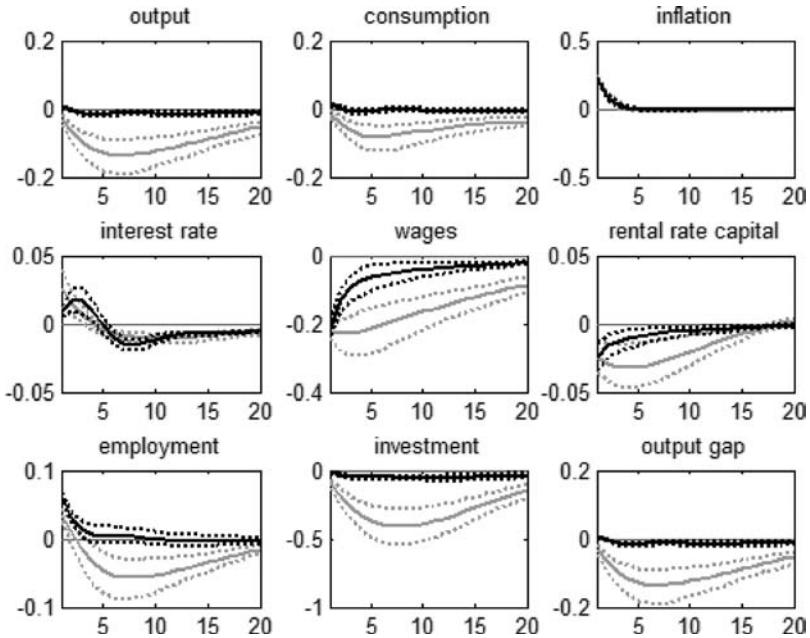 output consumption inflation
0.2 0.2 0.5
0 0 0
-0.2 -0.2 -0.5
5 10 15 20 5 10 15 20 5 10 15 20
interest rate wages rental rate capital
0.05 0 0.05
0 -0.2 0
-0.05 -0.4 -0.05
5 10 15 20 5 10 15 20 5 10 15 20
employment investment output gap
0.1 0 0.2
0 -0.5 0
-0.1 -1 -0.2
5 10 15 20 5 10 15 20 5 10 15 20